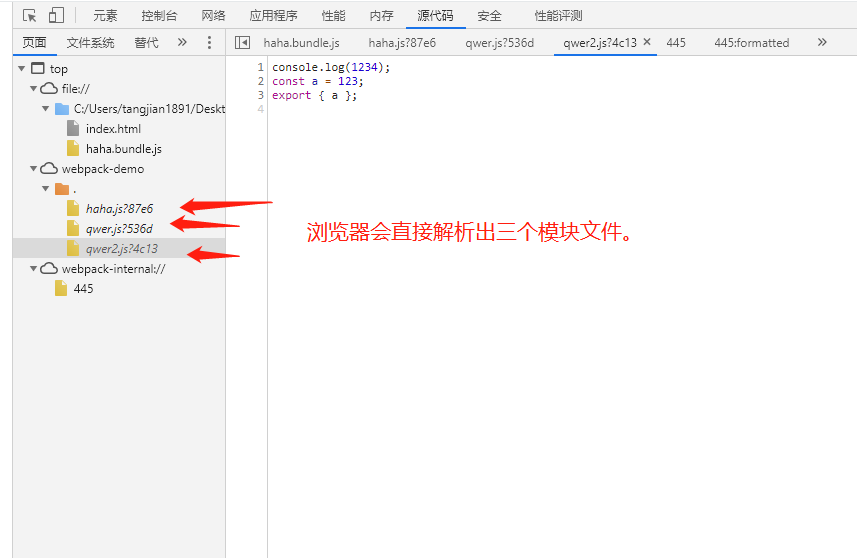 元素 控制台 网络 应用程序 性能 内存 源代码 安全 性能评测
页面 文件系统 替代 » haha.bundle.js haha.js?87e6 qwer.js?536d qwer2.js?4c13 × 445 445:formatted »
top
file://
C:/Users/tangjian1891/Deskt
index.html
haha.bundle.js
webpack-demo
.
haha.js?87e6
qwer.js?536d
qwer2.js?4c13
webpack-internal://
445
1 console.log(1234);
2 const a = 123;
3 export { a };
4
浏览器会直接解析出三个模块文件。